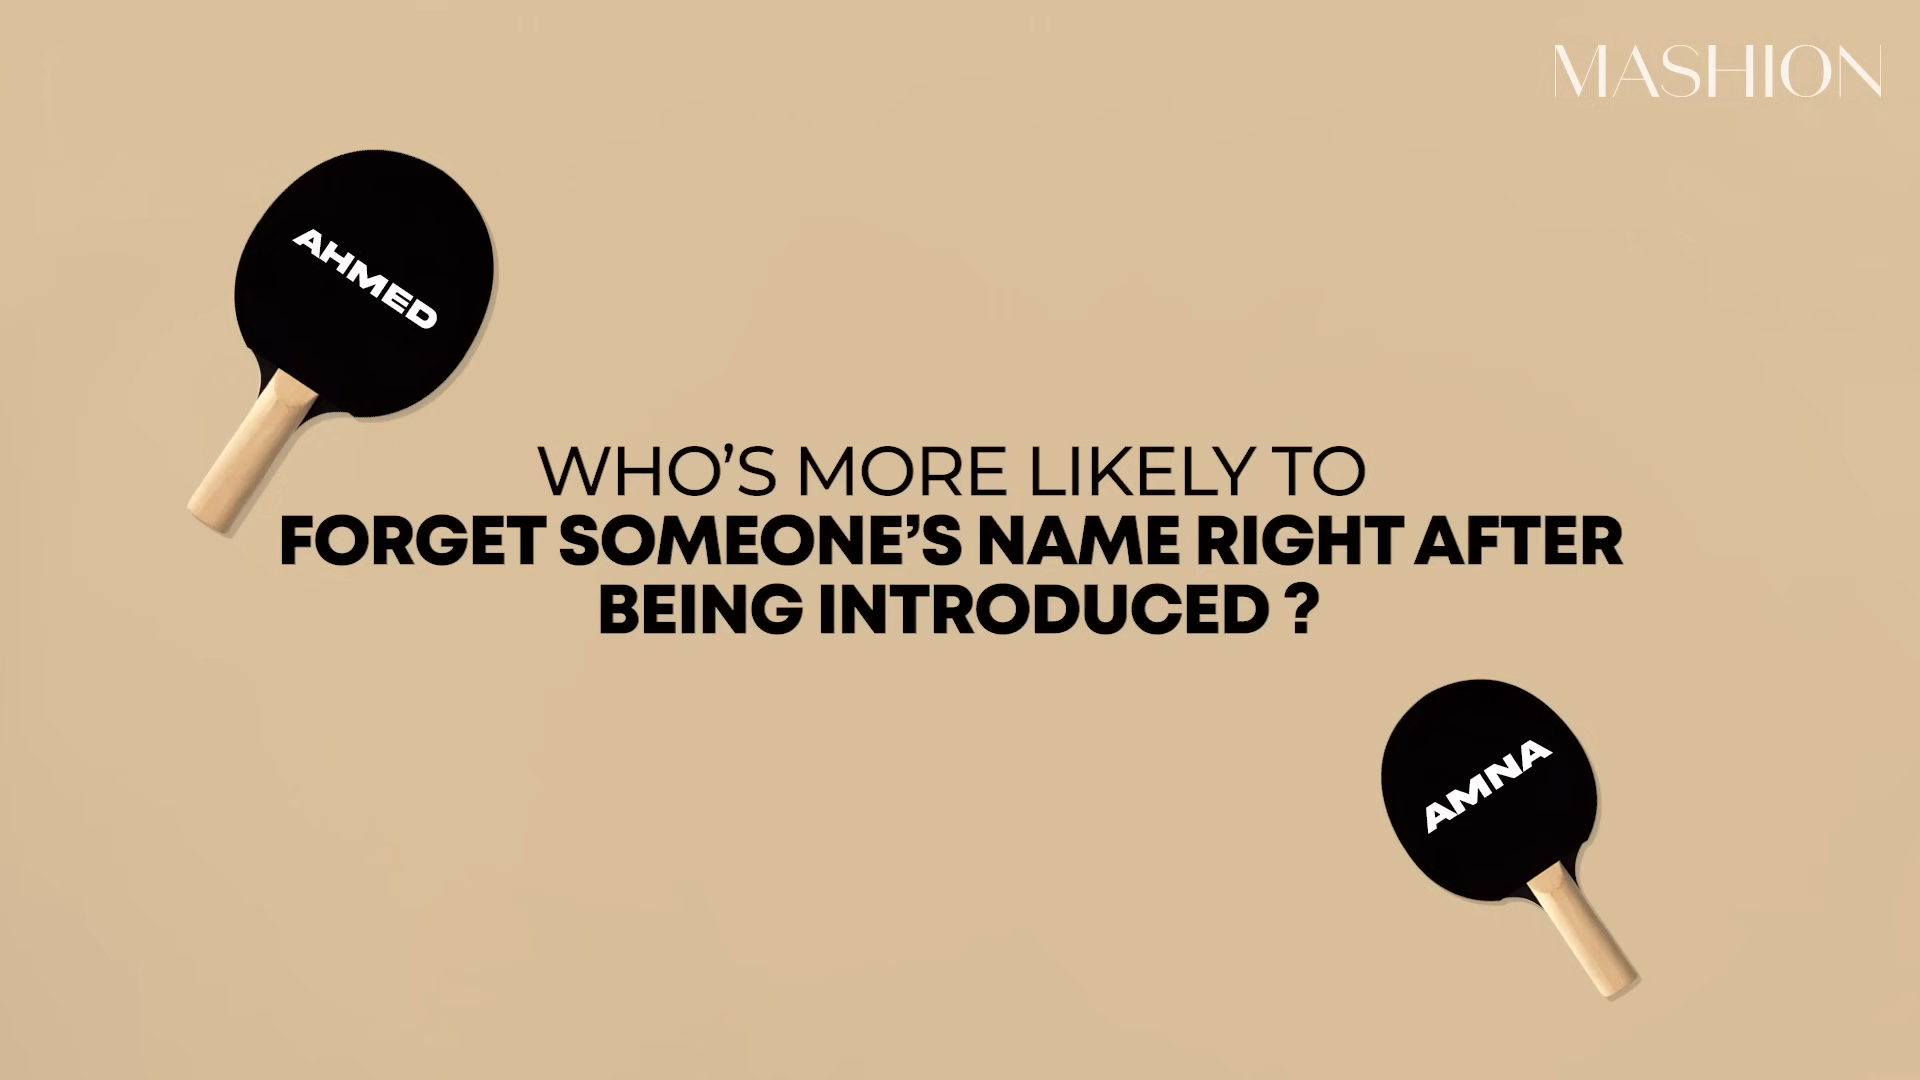 MASHION
AHMED
WHO’S MORE LIKELY TO
FORGET SOMEONE’S NAME RIGHT AFTER
BEING INTRODUCED ?
AMNA